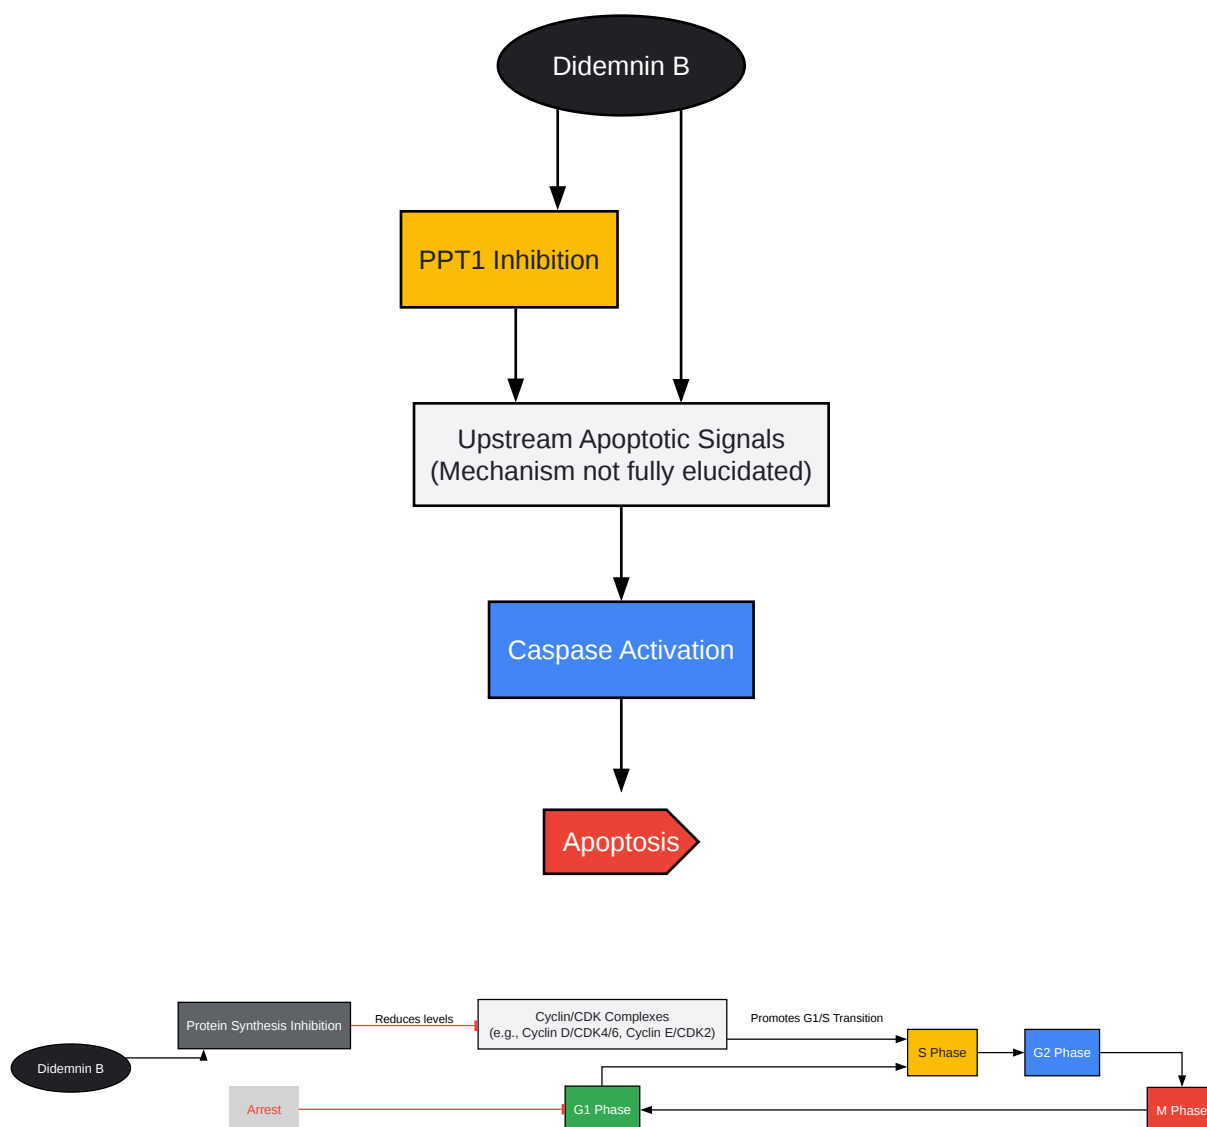 Didemnin B
PPT1 Inhibition
Upstream Apoptotic Signals
(Mechanism not fully elucidated)
Caspase Activation
Apoptosis
Protein Synthesis Inhibition
Reduces levels
Cyclin/CDK Complexes
(e.g., Cyclin D/CDK4/6, Cyclin E/CDK2)
Promotes G1/S Transition
S Phase
G2 Phase
Didemnin B
Arrest
G1 Phase
M Phase